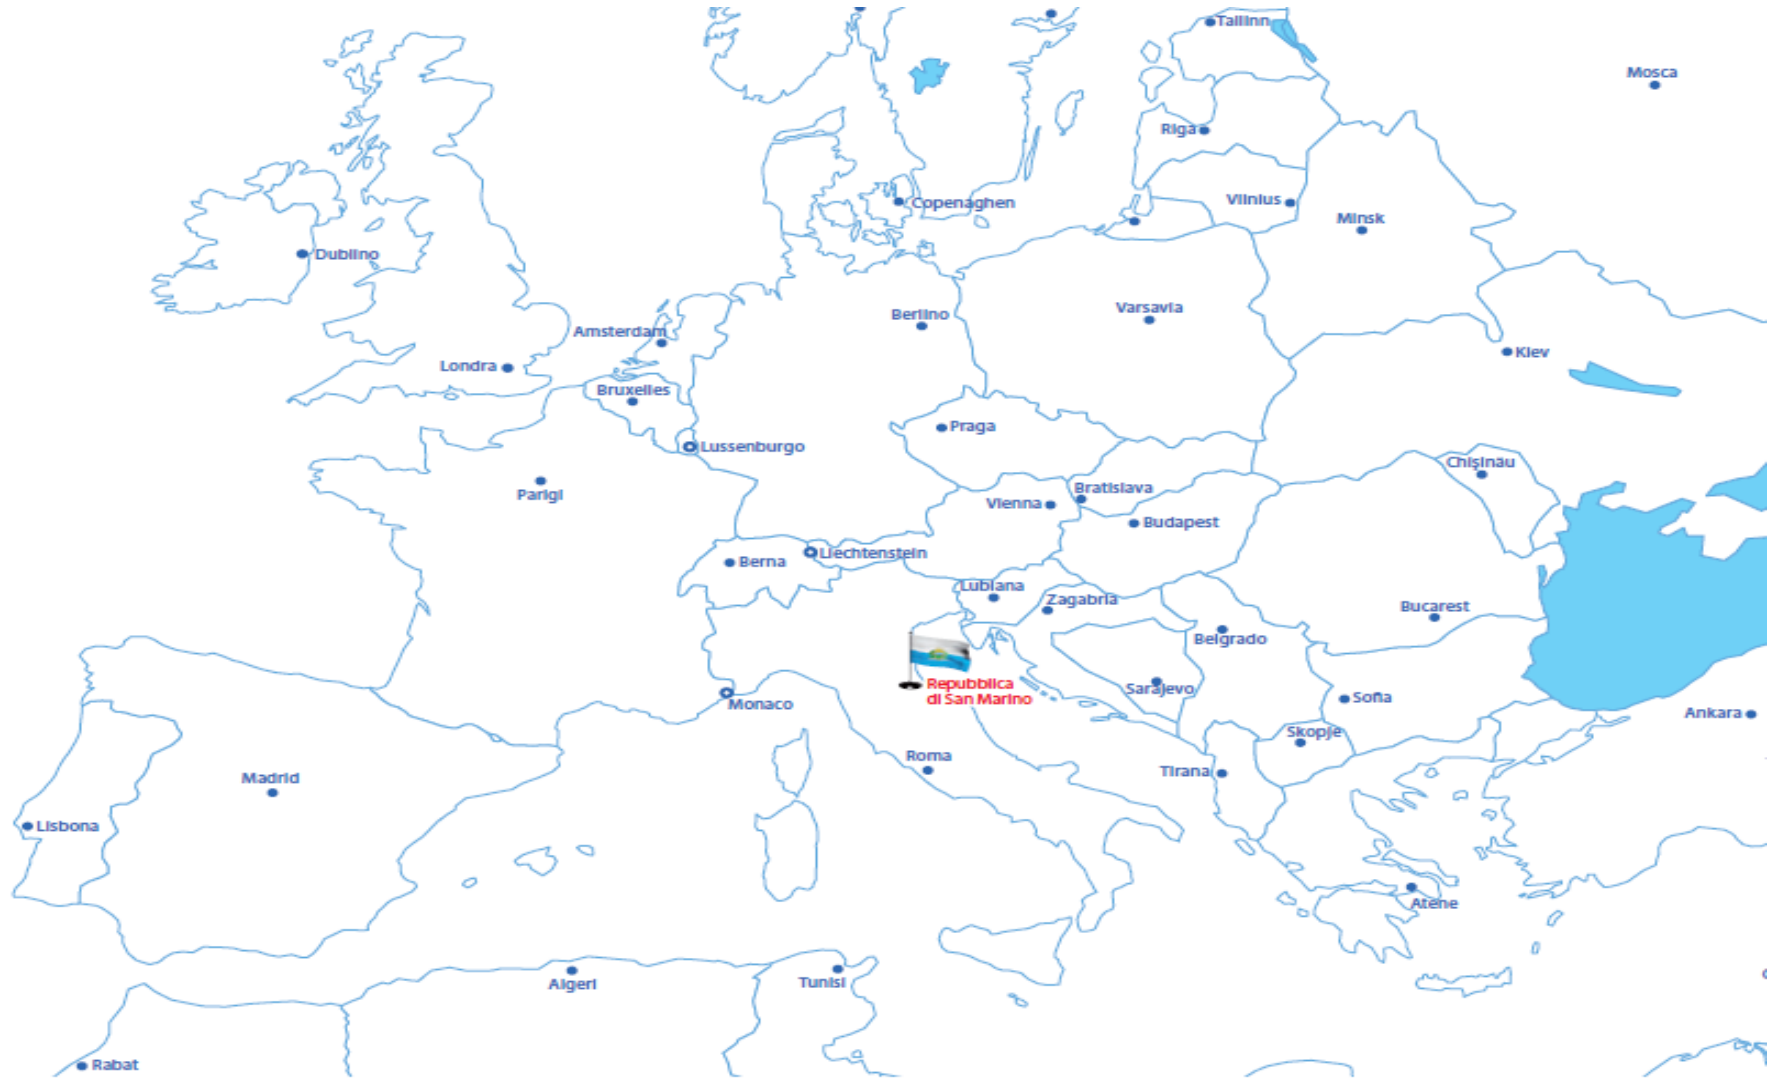 Tallinn
Mosca
Riga
Vilnius
Copenaghen
Minsk
Dublino
Varsavia
Berlino
Amsterdam
Kiev
Londra
Bruxelles
Praga
Lussenburgo
Chişinău
Parigi
Bratislava
Vienna
Budapest
Liechtenstein
Berna
Lubiana
Zagabria
Bucarest
Belgrado
Repubblica
di San Marino
Sarajevo
Sofia
Monaco
Ankara
Skopje
Roma
Tirana
Madrid
Lisbona
Atene
Algeri
Tunisi
Rabat